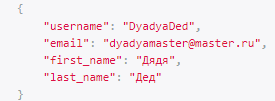 {
"username": "DyadyaDed",
"email": "dyadyamaster@master.ru",
"first_name": "Дядя",
"last_name": "Дед"
}